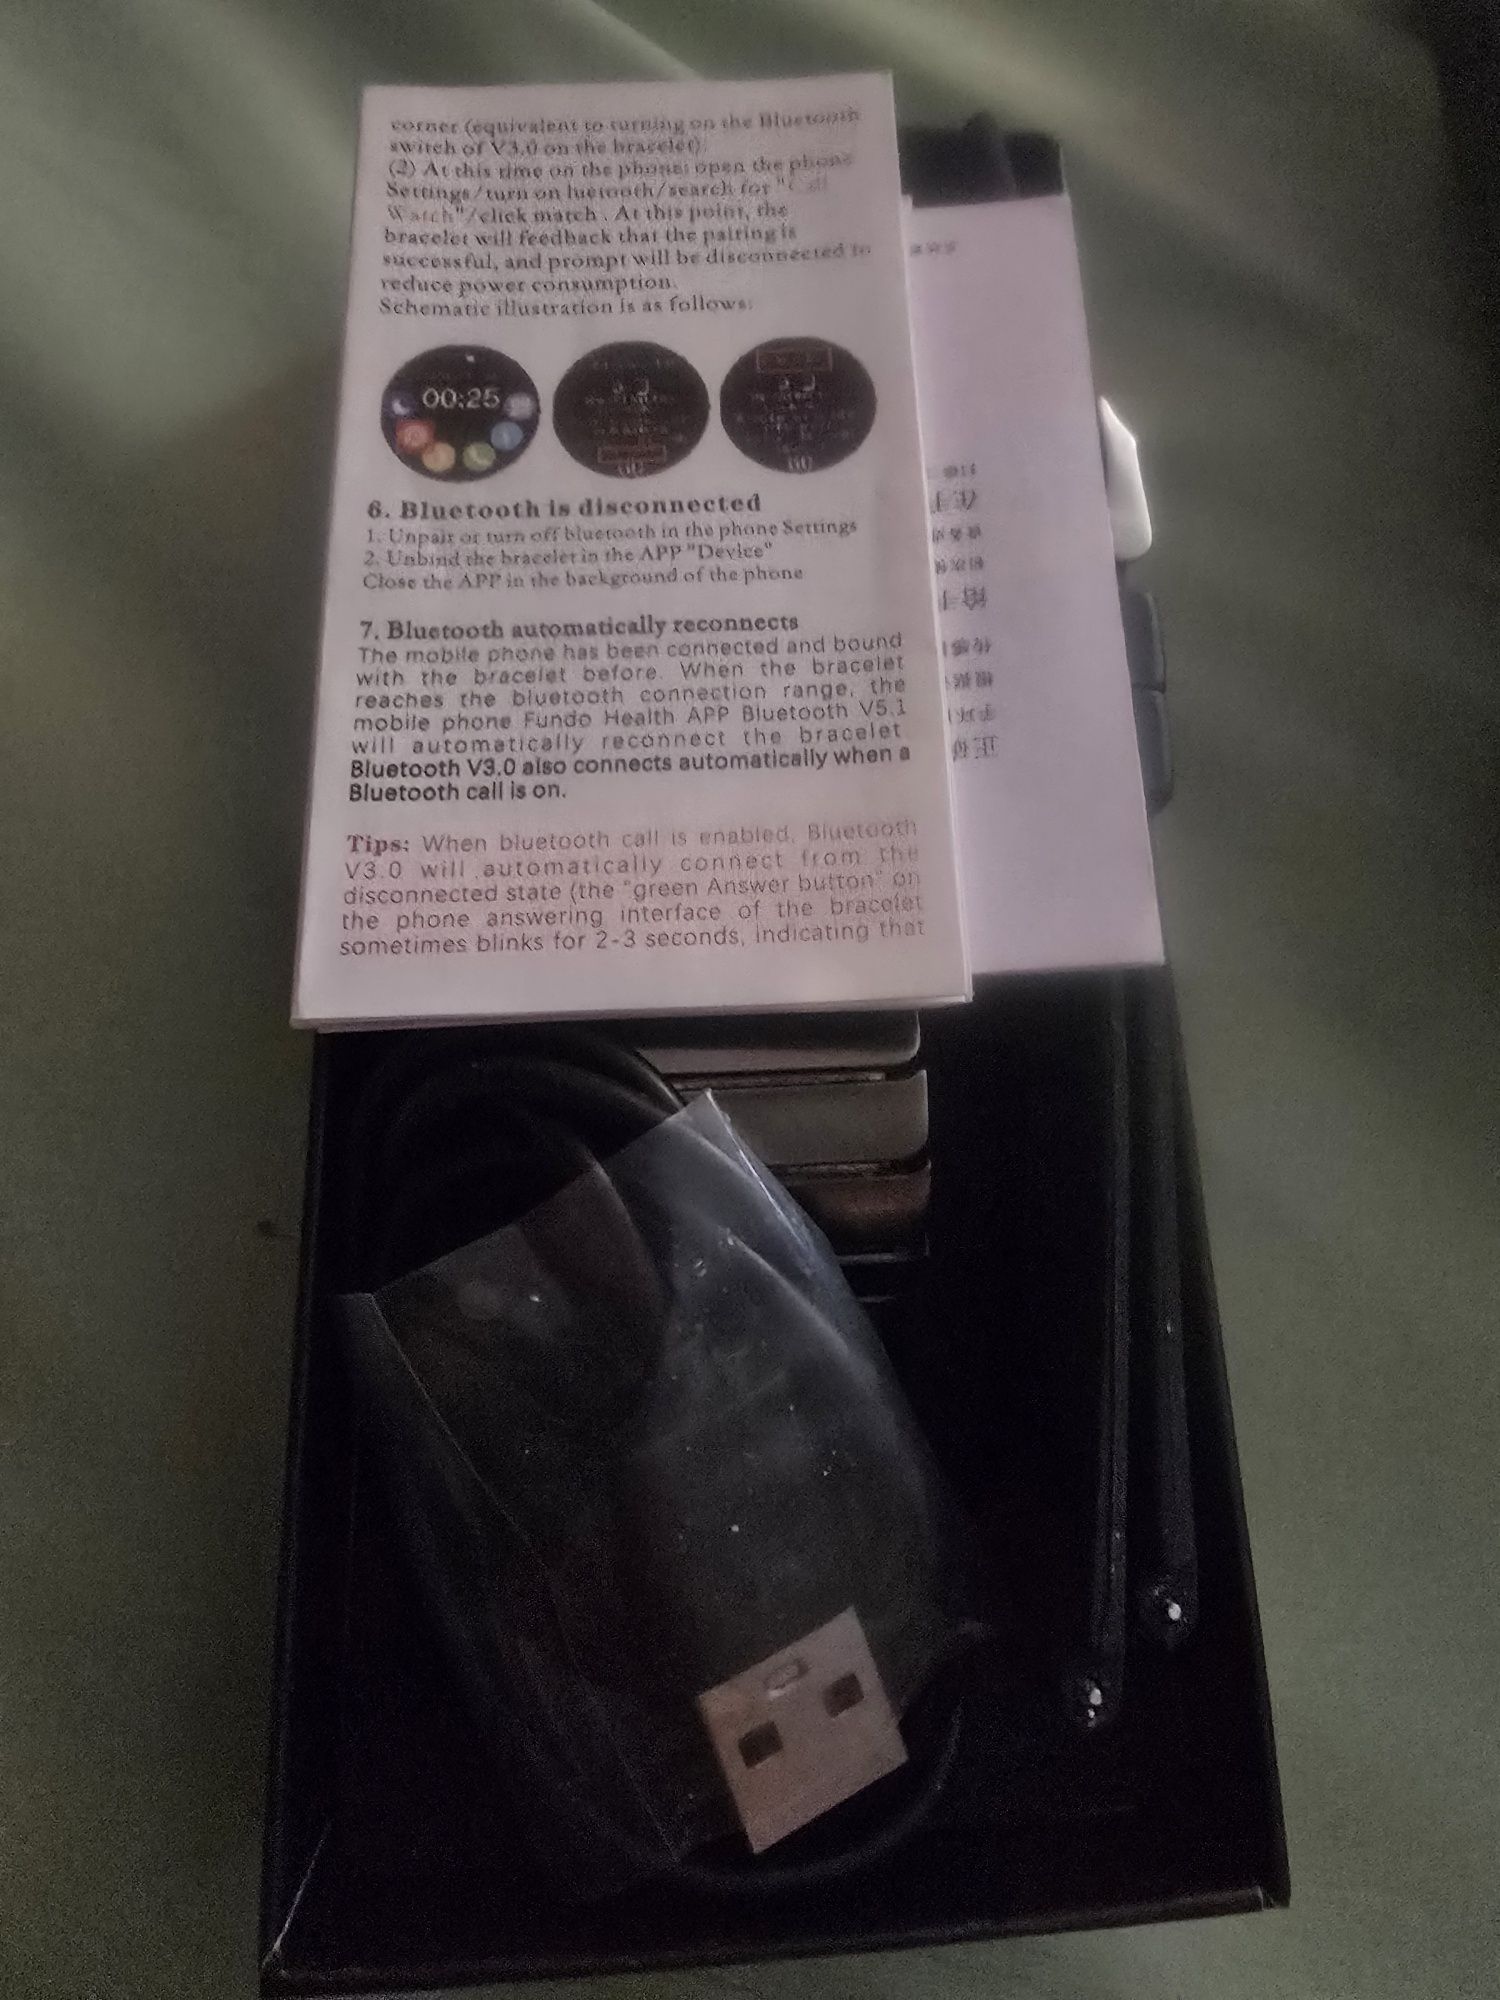 corner (equivalent to turning on the Bluetooth
switch of V3.0 on the bracelet);
(2) At this time on the phone: open the phone
Settings/turn on luetooth/search for "Call
Watch"/click match . At this point, the
bracelet will feedback that the pairing is
successful, and prompt will be disconnected to
reduce power consumption.
Schematic illustration is as follows:
00:25
6. Bluetooth is disconnected
1. Unpair or turn off bluetooth in the phone Settings
2. Unbind the bracelet in the APP "Device"
Close the APP in the background of the phone
7. Bluetooth automatically reconnects
The mobile phone has been connected and bound
with the bracelet before. When the bracelet
reaches the bluetooth connection range, the
mobile phone Fundo Health APP Bluetooth V5.1
will automatically reconnect the bracelet
Bluetooth V3.0 also connects automatically when a
Bluetooth call is on.
Tips: When bluetooth call is enabled, Bluetooth
V3.0 will automatically connect from the
disconnected state (the "green Answer button" on
the phone answering interface of the bracelet
sometimes blinks for 2-3 seconds, indicating that